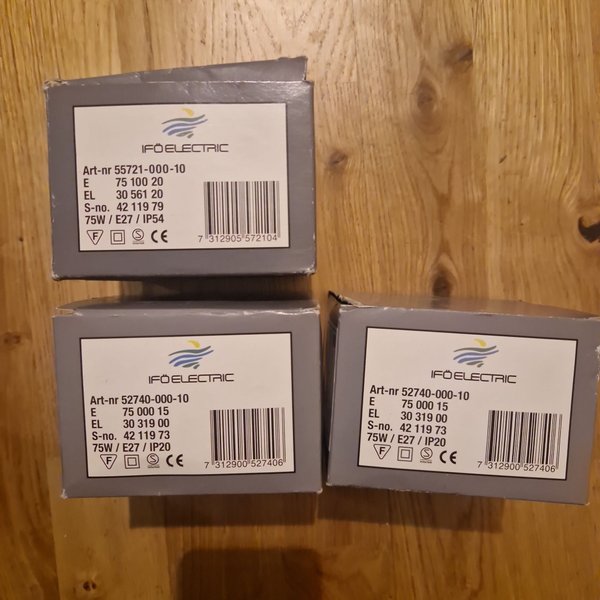 IFÖ ELECTRIC
Art-nr 55721-000-10
E 75 100 20
EL 30 561 20
S-no. 42 119 79
75W / E27 / IP54
F S CE
7 312905 572104
IFÖ ELECTRIC
Art-nr 52740-000-10
E 75 000 15
EL 30 319 00
S-no. 42 119 73
75W / E27 / IP20
F S CE
7 312900 527406
IFÖ ELECTRIC
Art-nr 52740-000-10
E 75 000 15
EL 30 319 00
S-no. 42 119 73
75W / E27 / IP20
F S CE
7 312900 527406